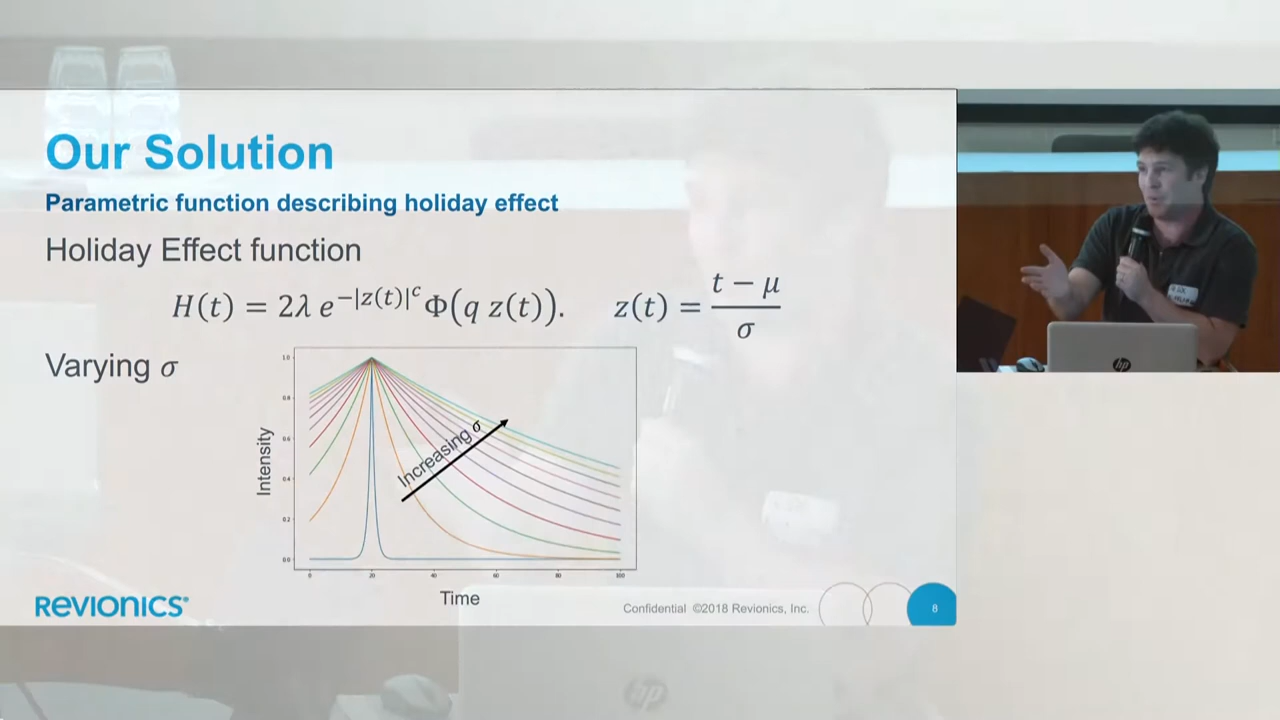 Our Solution
Parametric function describing holiday effect
Holiday Effect function
H(t) = 2λ e^{−|z(t)|^c} Φ(q z(t)).   z(t) = \frac{t − μ}{σ}
Varying σ
Intensity
1.0
0.8
0.6
0.4
0.2
0.0
Increasing σ
0 20 40 60 80 100
Time
REVIONICS
Confidential ©2018 Revionics, Inc.
8
hp
hp